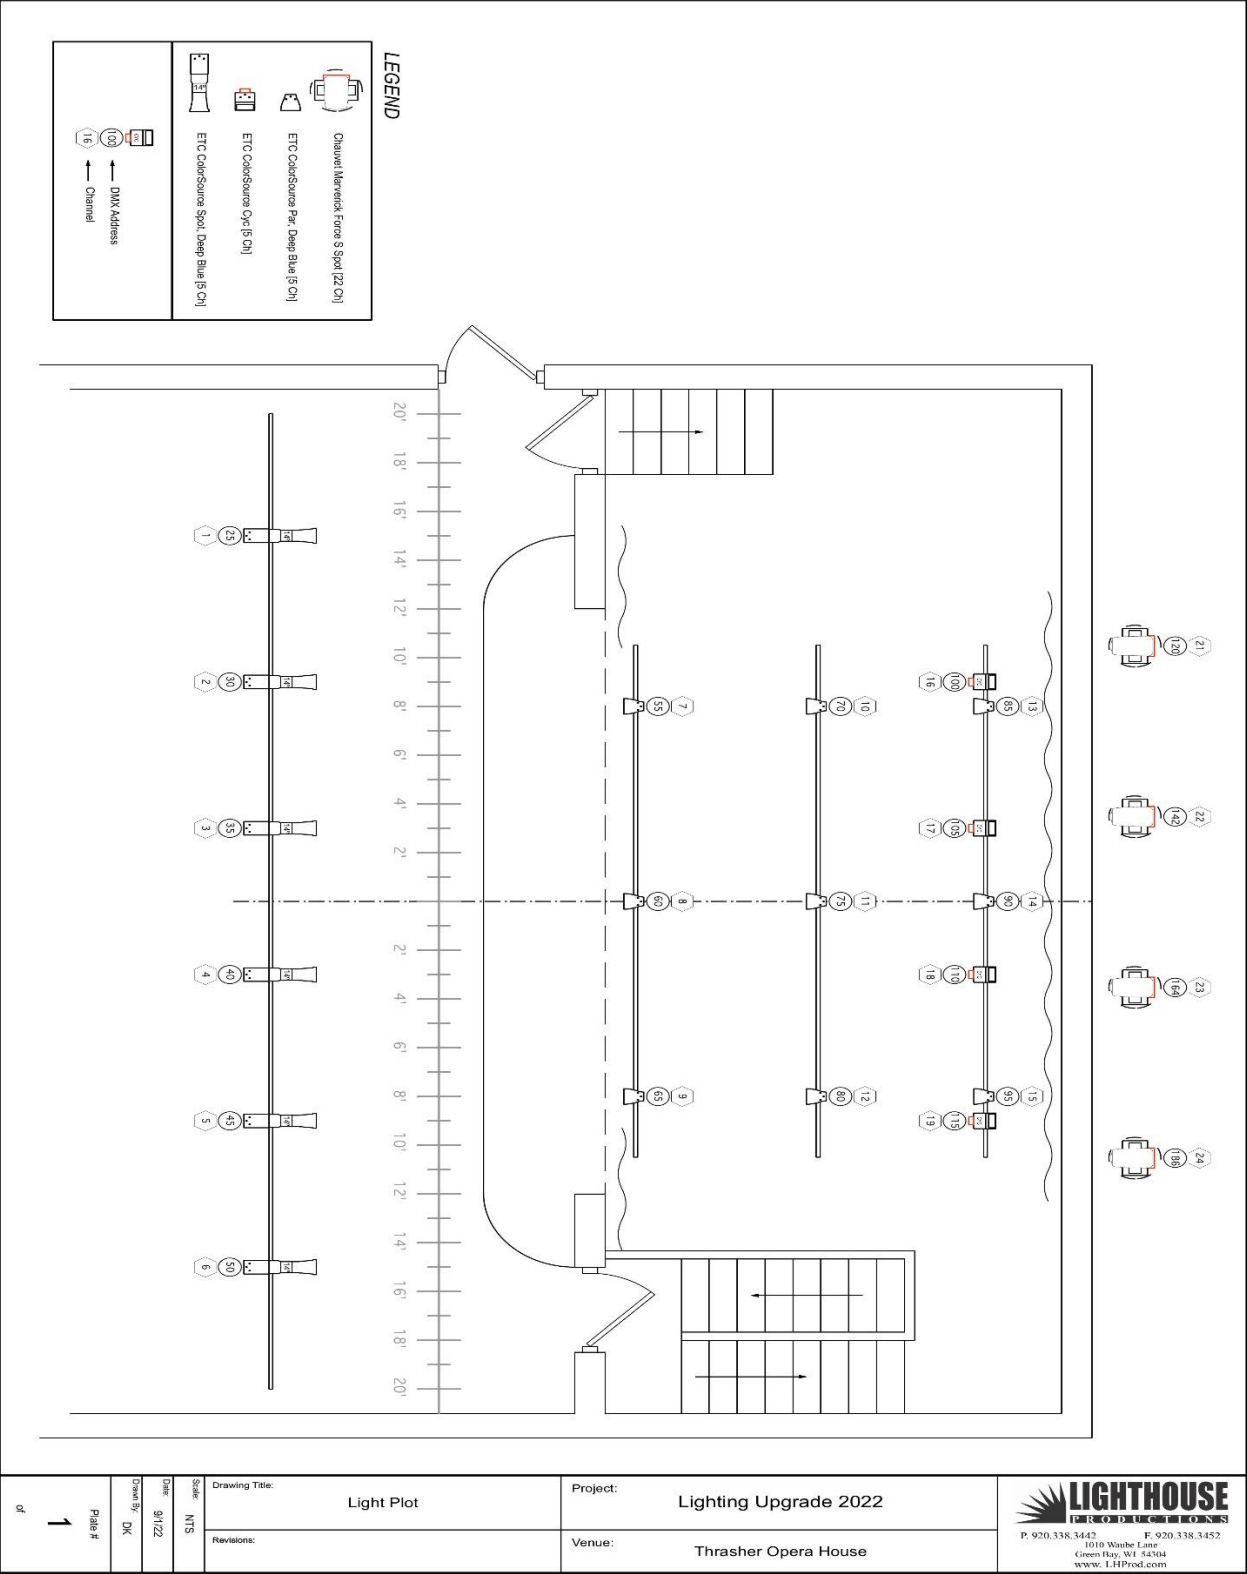 LEGEND
Chauvet Marverick Force S Spot [22 Ch]
ETC ColorSource Par, Deep Blue [5 Ch]
ETC ColorSource Cyc [5 Ch]
14°
ETC ColorSource Spot, Deep Blue [5 Ch]
100
16
DMX Address
Channel
20'
18'
16'
14'
12'
10'
8'
6'
4'
2'
2'
4'
6'
8'
10'
12'
14'
16'
18'
20'
1 25 14°
2 30 14°
3 35 14°
4 40 14°
5 45 14°
6 50 14°
55 7
60 8
65 9
70 10
75 11
80 12
16 100
85 13
17 105
90 14
18 110
95 15
19 115
120 21
142 22
164 23
186 24
Plate #
1
of
Drawn By: DK
Date: 9/1/22
Scale: NTS
Drawing Title:
Light Plot
Revisions:
Project:
Lighting Upgrade 2022
Venue:
Thrasher Opera House
LIGHTHOUSE
PRODUCTIONS
P. 920.338.3442 F. 920.338.3452
1010 Waube Lane
Green Bay, WI 54304
www. LHProd.com